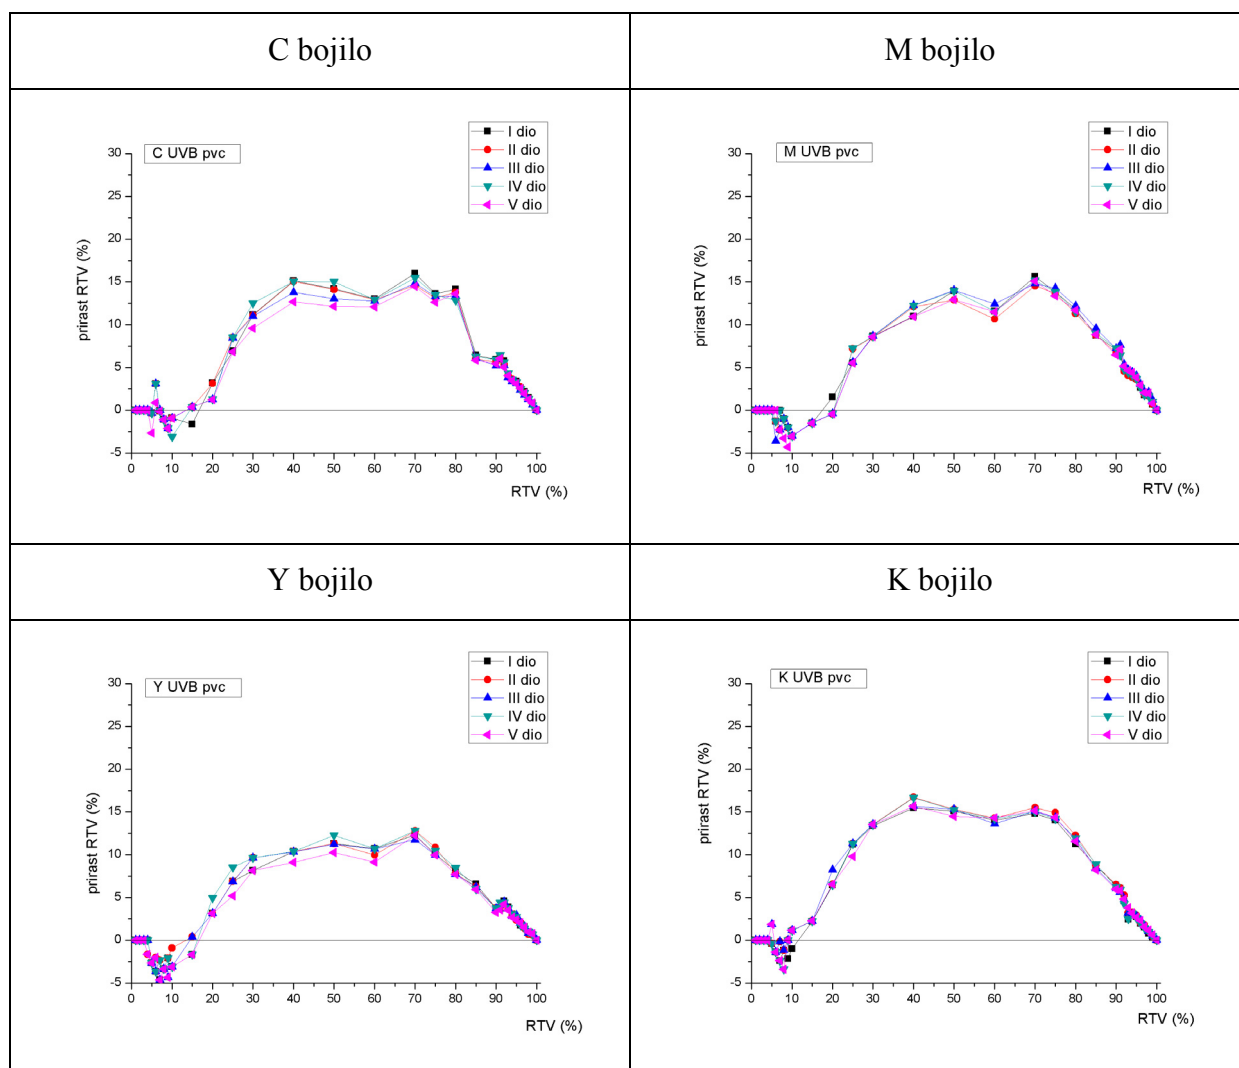 C bojilo
M bojilo
C UVB pvc
I dio
II dio
III dio
IV dio
V dio
prirast RTV (%)
30
25
20
15
10
5
0
-5
0 10 20 30 40 50 60 70 80 90 100
RTV (%)
M UVB pvc
I dio
II dio
III dio
IV dio
V dio
prirast RTV (%)
30
25
20
15
10
5
0
-5
0 10 20 30 40 50 60 70 80 90 100
RTV (%)
Y bojilo
K bojilo
Y UVB pvc
I dio
II dio
III dio
IV dio
V dio
prirast RTV (%)
30
25
20
15
10
5
0
-5
0 10 20 30 40 50 60 70 80 90 100
RTV (%)
K UVB pvc
I dio
II dio
III dio
IV dio
V dio
prirast RTV (%)
30
25
20
15
10
5
0
-5
0 10 20 30 40 50 60 70 80 90 100
RTV (%)